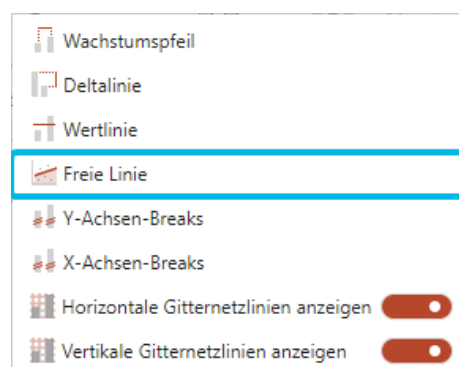 Wachstumspfeil
Deltalinie
Wertlinie
Freie Linie
Y-Achsen-Breaks
X-Achsen-Breaks
Horizontale Gitternetzlinien anzeigen
Vertikale Gitternetzlinien anzeigen